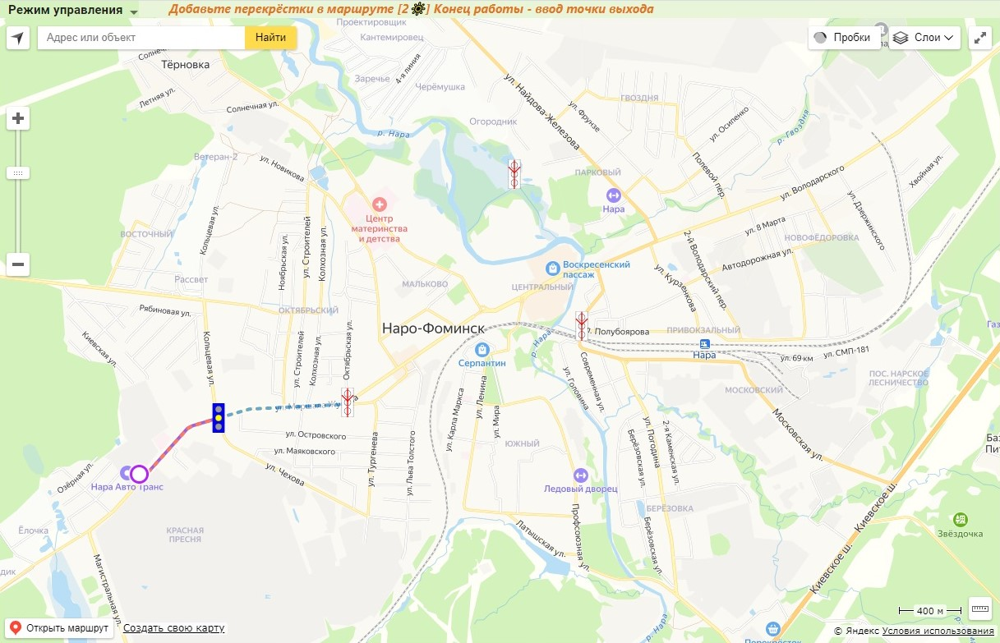 Режим управления
Добавьте перекрёстки в маршруте [2 ] Конец работы - ввод точки выхода
Адрес или объект
Найти
Пробки
Слои
Проектировщик
Кантемировец
Солнечн
Тёрновка
4-я линия
Заречье
Черёмушка
Летняя ул.
Солнечная ул.
ул. Найдова-Железова
ул. Фрунзе
ГВОЗДНЯ
ул. Осипенко
р. Гвоздня
Огородник
р. Нара
Ветеран-2
ул. Новикова
ПАРКОВЫЙ
Полевой пер.
ул. Володарского
Хвойная ул.
Нара
Центр
материнства
и детства
ул. Дзержинского
Кольцевая ул.
ВОСТОЧНЫЙ
ул. 8 Марта
НОВОФЁДОРОВКА
Ноябрьская ул.
ул. Строителей
Колхозная ул.
2-й Володарский пер.
Автодорожная ул.
Воскресенский
пассаж
ул. Курзенкова
Рассвет
МАЛЬКОВО
ЦЕНТРАЛЬНЫЙ
Рябиновая ул.
ОКТЯБРЬСКИЙ
Наро-Фоминск
Полубоярова
ПРИВОКЗАЛЬНЫЙ
Киевская ул.
Кольцевая ул.
ул. Строителей
Колхозная ул.
Октябрьская ул.
Серпантин
р. Нара
Нара
ул. 69 км
ул. СМП-181
Современная ул.
ул. Головина
ПОС. НАРСКОЕ
ЛЕСНИЧЕСТВО
МОСКОВСКИЙ
Московская ул.
ул. Карла Маркса
ул. Ленина
ул. Мира
ул. Островского
ул. Маяковского
ул. Чехова
ул. Тургенева
ул. Льва Толстого
ЮЖНЫЙ
ул. Погодина
2-я Каменская ул.
Берёзовская ул.
Ба
Пит
Озёрная ул.
Нара Авто Транс
Ледовый дворец
Киевское ш.
БЕРЁЗОВКА
Ёлочка
КРАСНАЯ
ПРЕСНЯ
Латышская ул.
Профсоюзная ул.
Берёзовская ул.
Звёздочка
дик
Магистральная ул.
Киевское ш.
р. Нара
400 м
Открыть маршрут
Создать свою карту
Перекрёсток
© Яндекс Условия использования